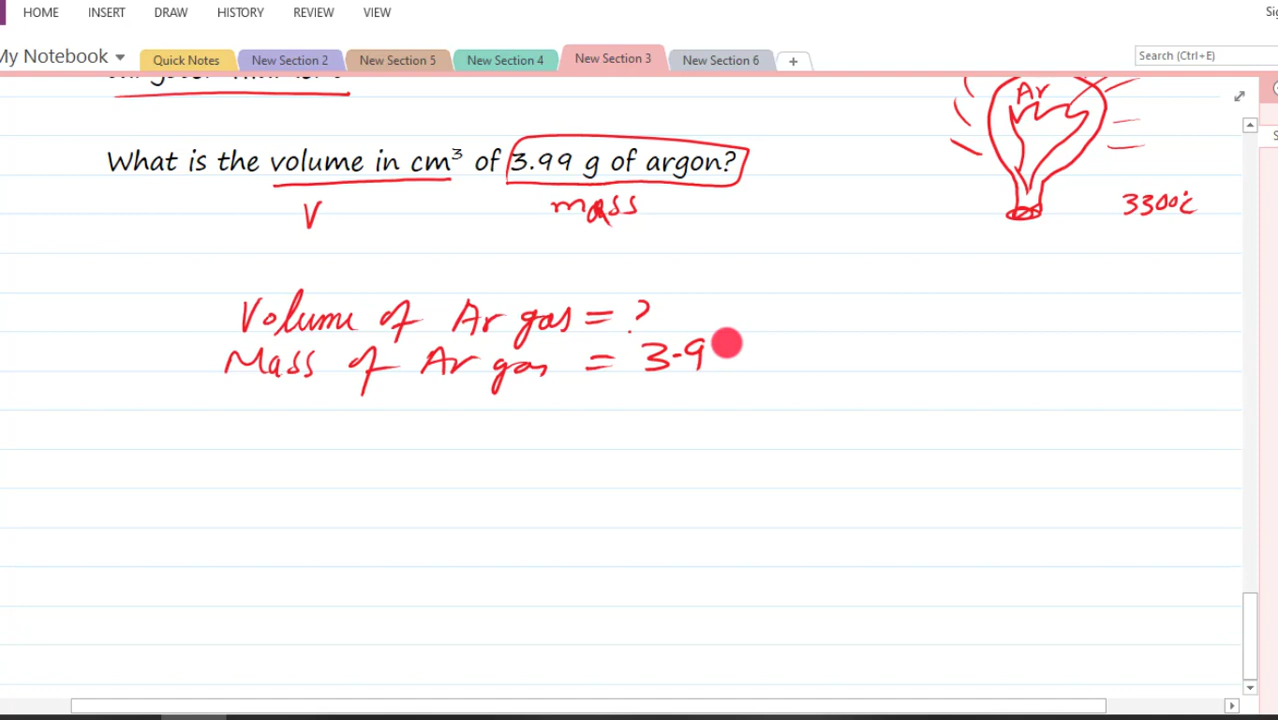 HOME INSERT DRAW HISTORY REVIEW VIEW
My Notebook Quick Notes New Section 2 New Section 5 New Section 4 New Section 3 New Section 6 + Search (Ctrl+E)
Ar
What is the volume in cm³ of 3.99 g of argon?
V mass 3300°C
Volume of Ar gas = ?
Mass of Ar gas = 3.9